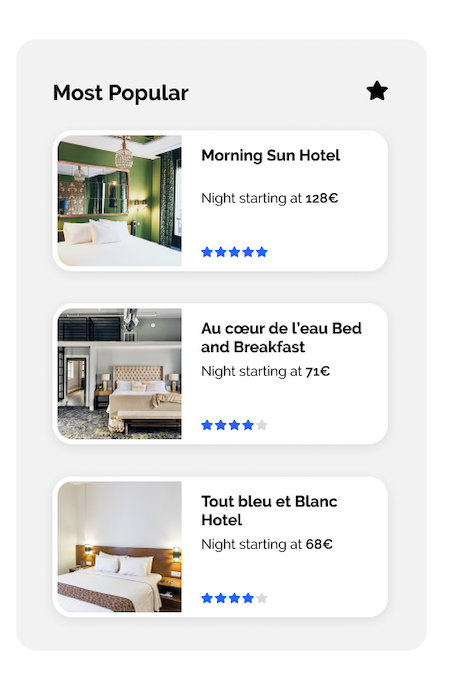 Most Popular
Morning Sun Hotel
Night starting at 128€
Au cœur de l'eau Bed
and Breakfast
Night starting at 71€
Tout bleu et Blanc
Hotel
Night starting at 68€